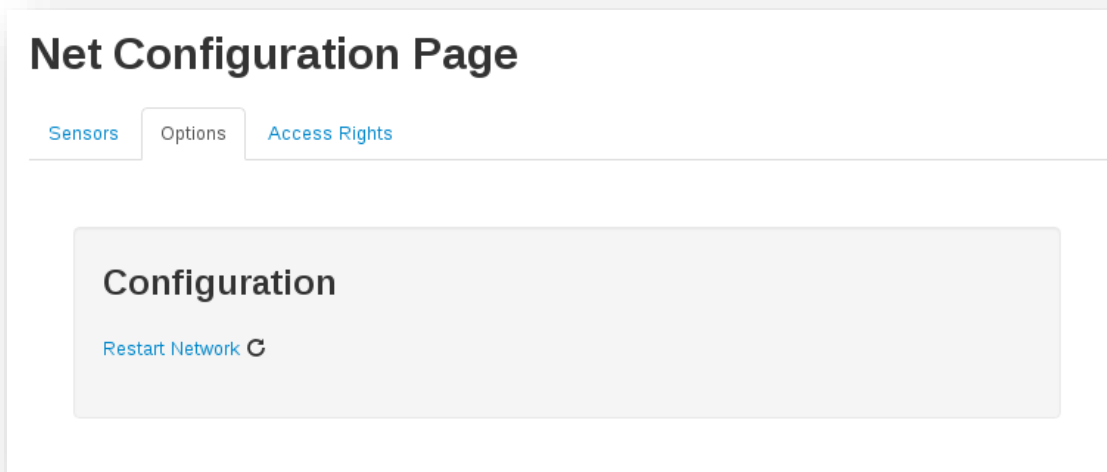 Net Configuration Page
Sensors Options Access Rights
Configuration
Restart Network